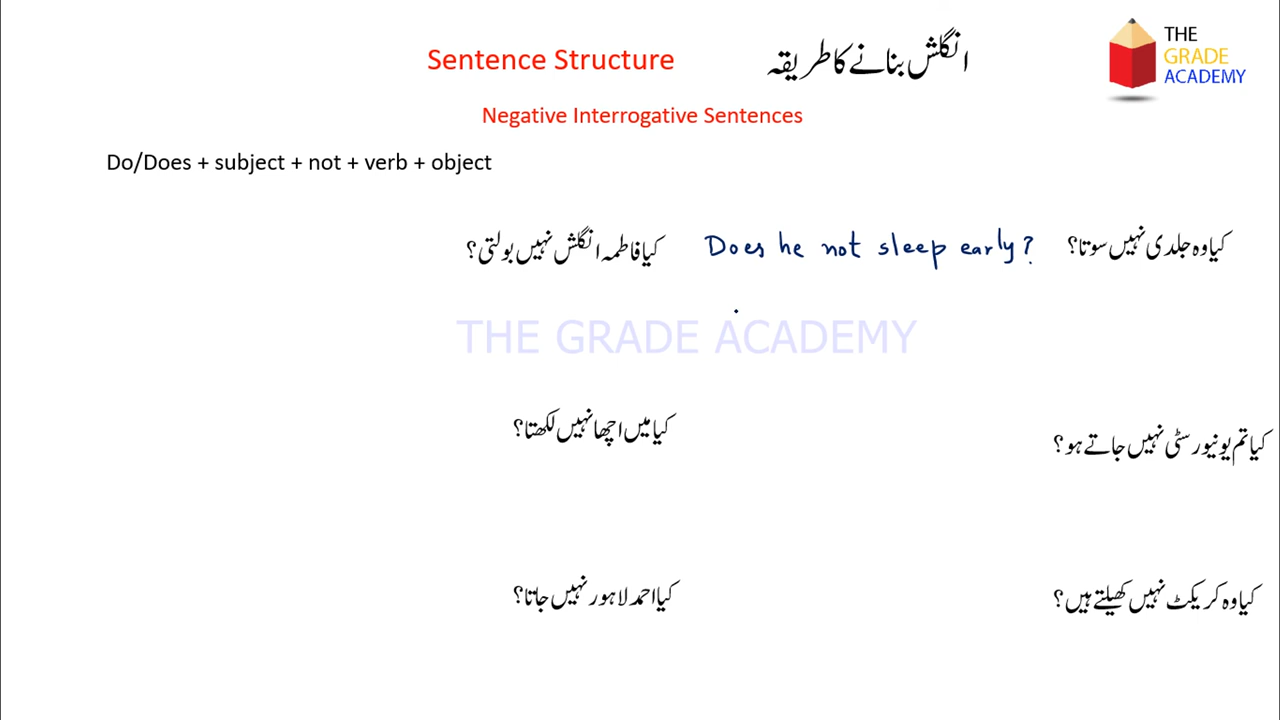 Sentence Structure
انگلش بنانے کا طریقہ
THE
GRADE
ACADEMY
Negative Interrogative Sentences
Do/Does + subject + not + verb + object
کیا وہ جلدی نہیں سوتا؟
Does he not sleep early?
کیا فاطمہ انگلش نہیں بولتی؟
THE GRADE ACADEMY
کیا تم یونیورسٹی نہیں جاتے ہو؟
کیا میں اچھا نہیں لکھتا؟
کیا وہ کریکٹ نہیں کھیلتے ہیں؟
کیا احمد لاہور نہیں جاتا؟